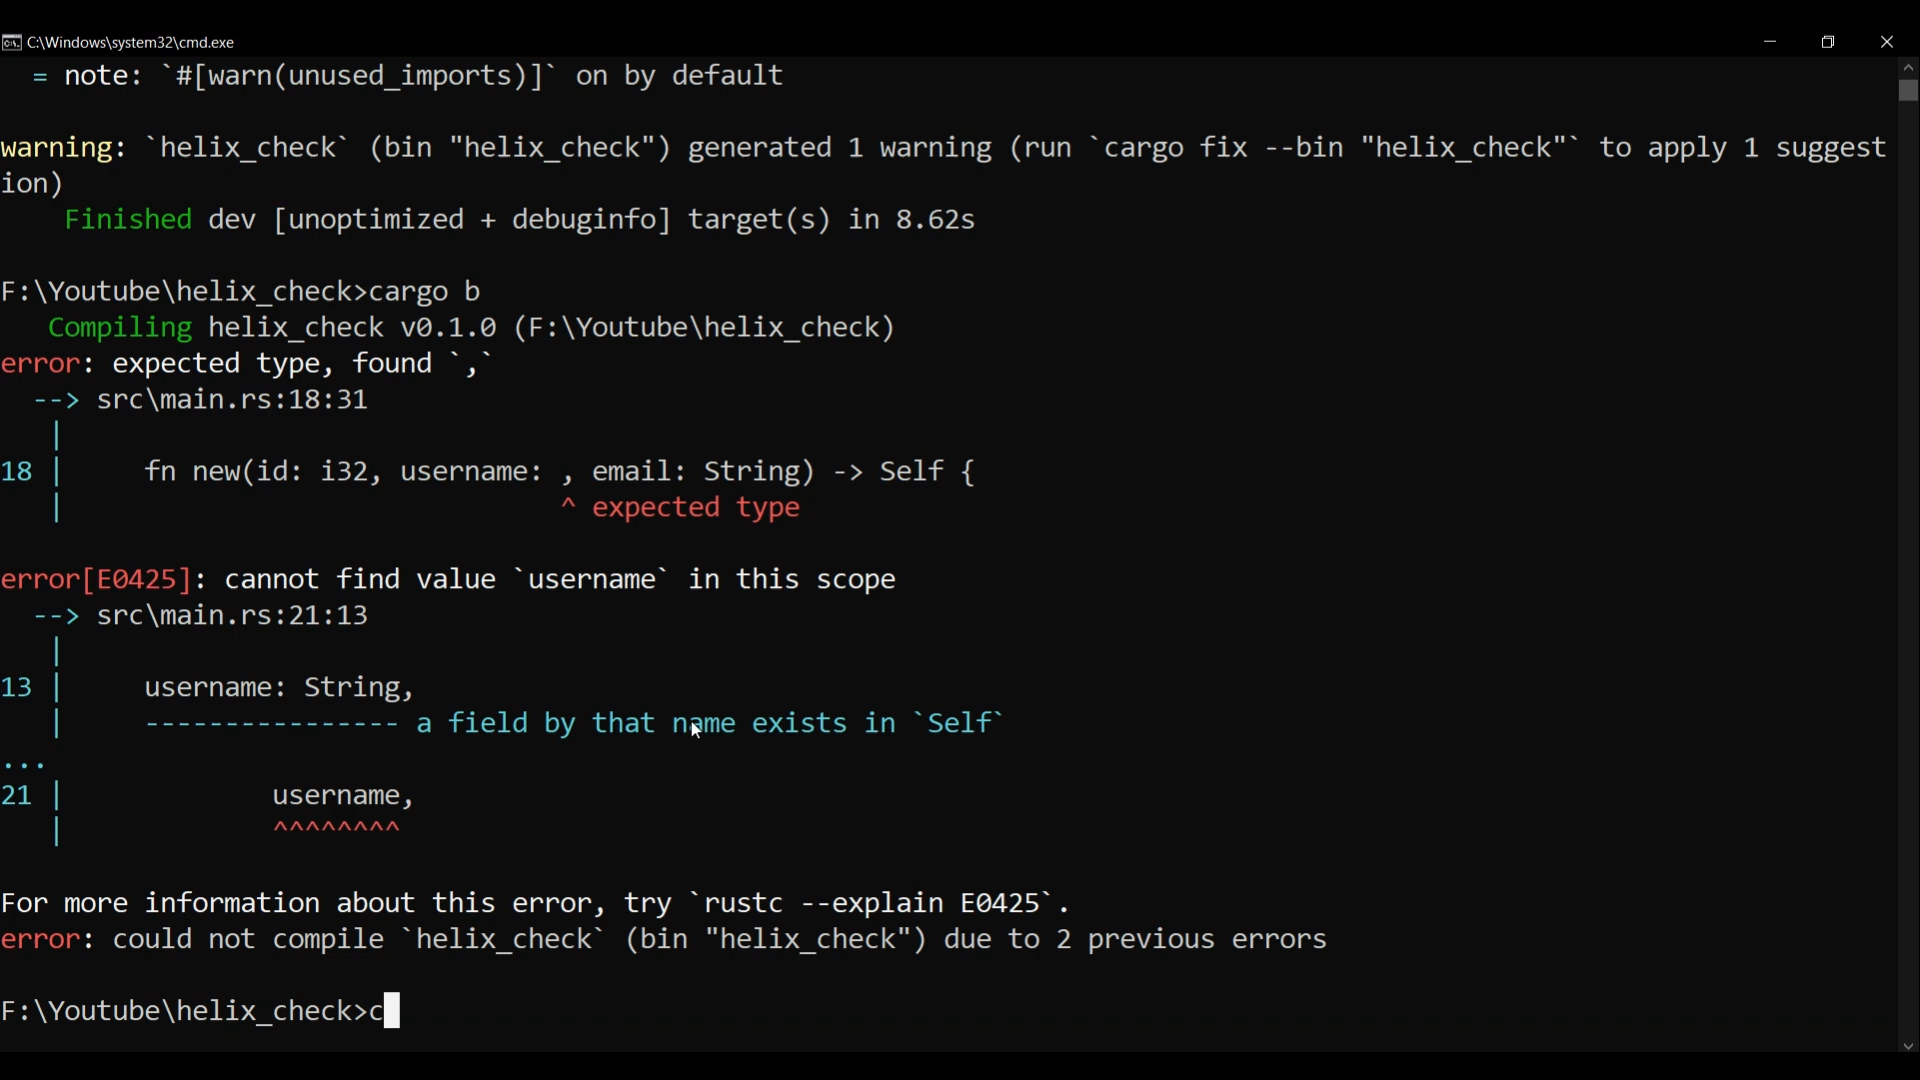 C:\Windows\system32\cmd.exe
= note: `#[warn(unused_imports)]` on by default
warning: `helix_check` (bin "helix_check") generated 1 warning (run `cargo fix --bin "helix_check"` to apply 1 suggest
ion)
Finished dev [unoptimized + debuginfo] target(s) in 8.62s
F:\Youtube\helix_check>cargo b
Compiling helix_check v0.1.0 (F:\Youtube\helix_check)
error: expected type, found `,`
--> src\main.rs:18:31
|
18 | fn new(id: i32, username: , email: String) -> Self {
| ^ expected type
error[E0425]: cannot find value `username` in this scope
--> src\main.rs:21:13
|
13 | username: String,
| ---------------- a field by that name exists in `Self`
...
21 | username,
| ^^^^^^^^
For more information about this error, try `rustc --explain E0425`.
error: could not compile `helix_check` (bin "helix_check") due to 2 previous errors
F:\Youtube\helix_check>c